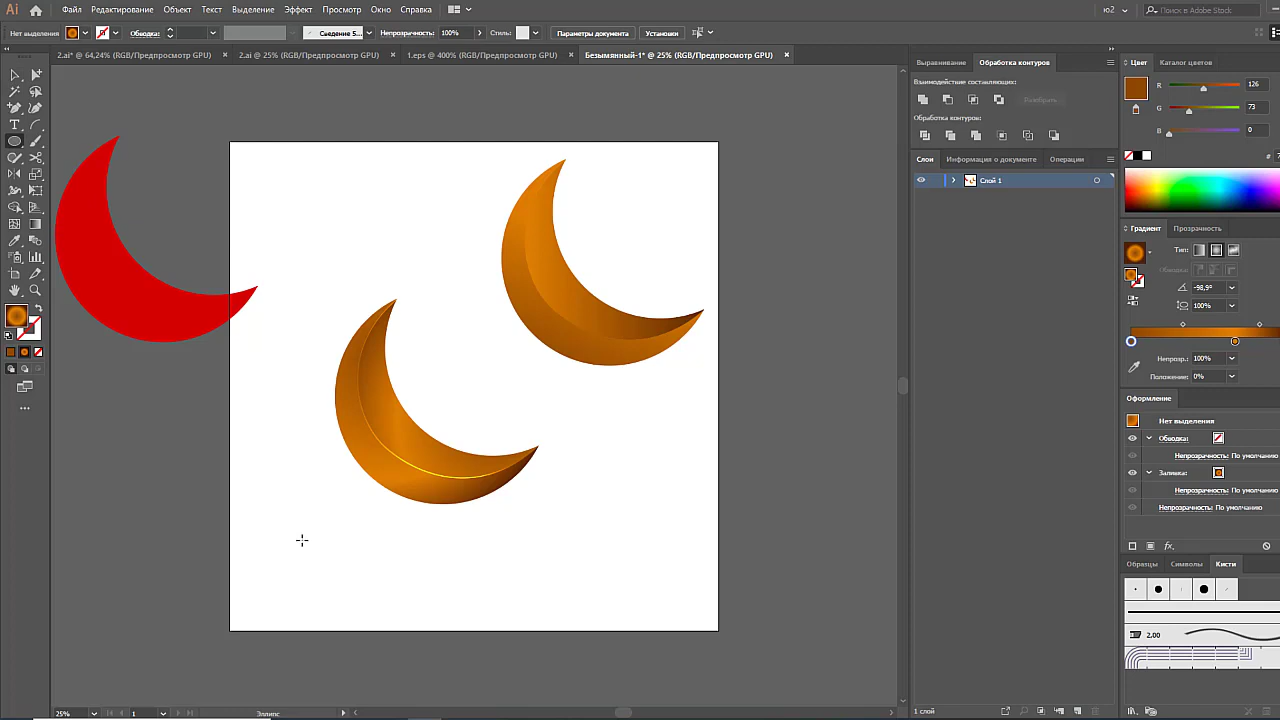 Ai Файл Редактирование Объект Текст Выделение Эффект Просмотр Окно Справка ю2 Поиск в Adobe Stock
Нет выделения Обводка: Сведение 5... Непрозрачность: 100% Стиль: Параметры документа Установки
2.ai* @ 64,24% (RGB/Предпросмотр GPU) × 2.ai @ 25% (RGB/Предпросмотр GPU) × 1.eps @ 400% (RGB/Предпросмотр GPU) × Безымянный-1* @ 25% (RGB/Предпросмотр GPU) ×
Выравнивание Обработка контуров
Взаимодействие составляющих:
Разобрать
Обработка контуров:
Слои Информация о документе Операции
Слой 1
1 слой
Цвет Каталог цветов
R 126
G 73
B 0
# 7
Градиент Прозрачность
Тип:
Обводка:
-98,9°
100%
Непрозр.: 100%
Положение: 0%
Оформление
Нет выделения
Обводка:
Непрозрачность: По умолчанию
Заливка:
Непрозрачность: По умолчанию
Непрозрачность: По умолчанию
fx
Образцы Символы Кисти
2.00
25% 1 Эллипс